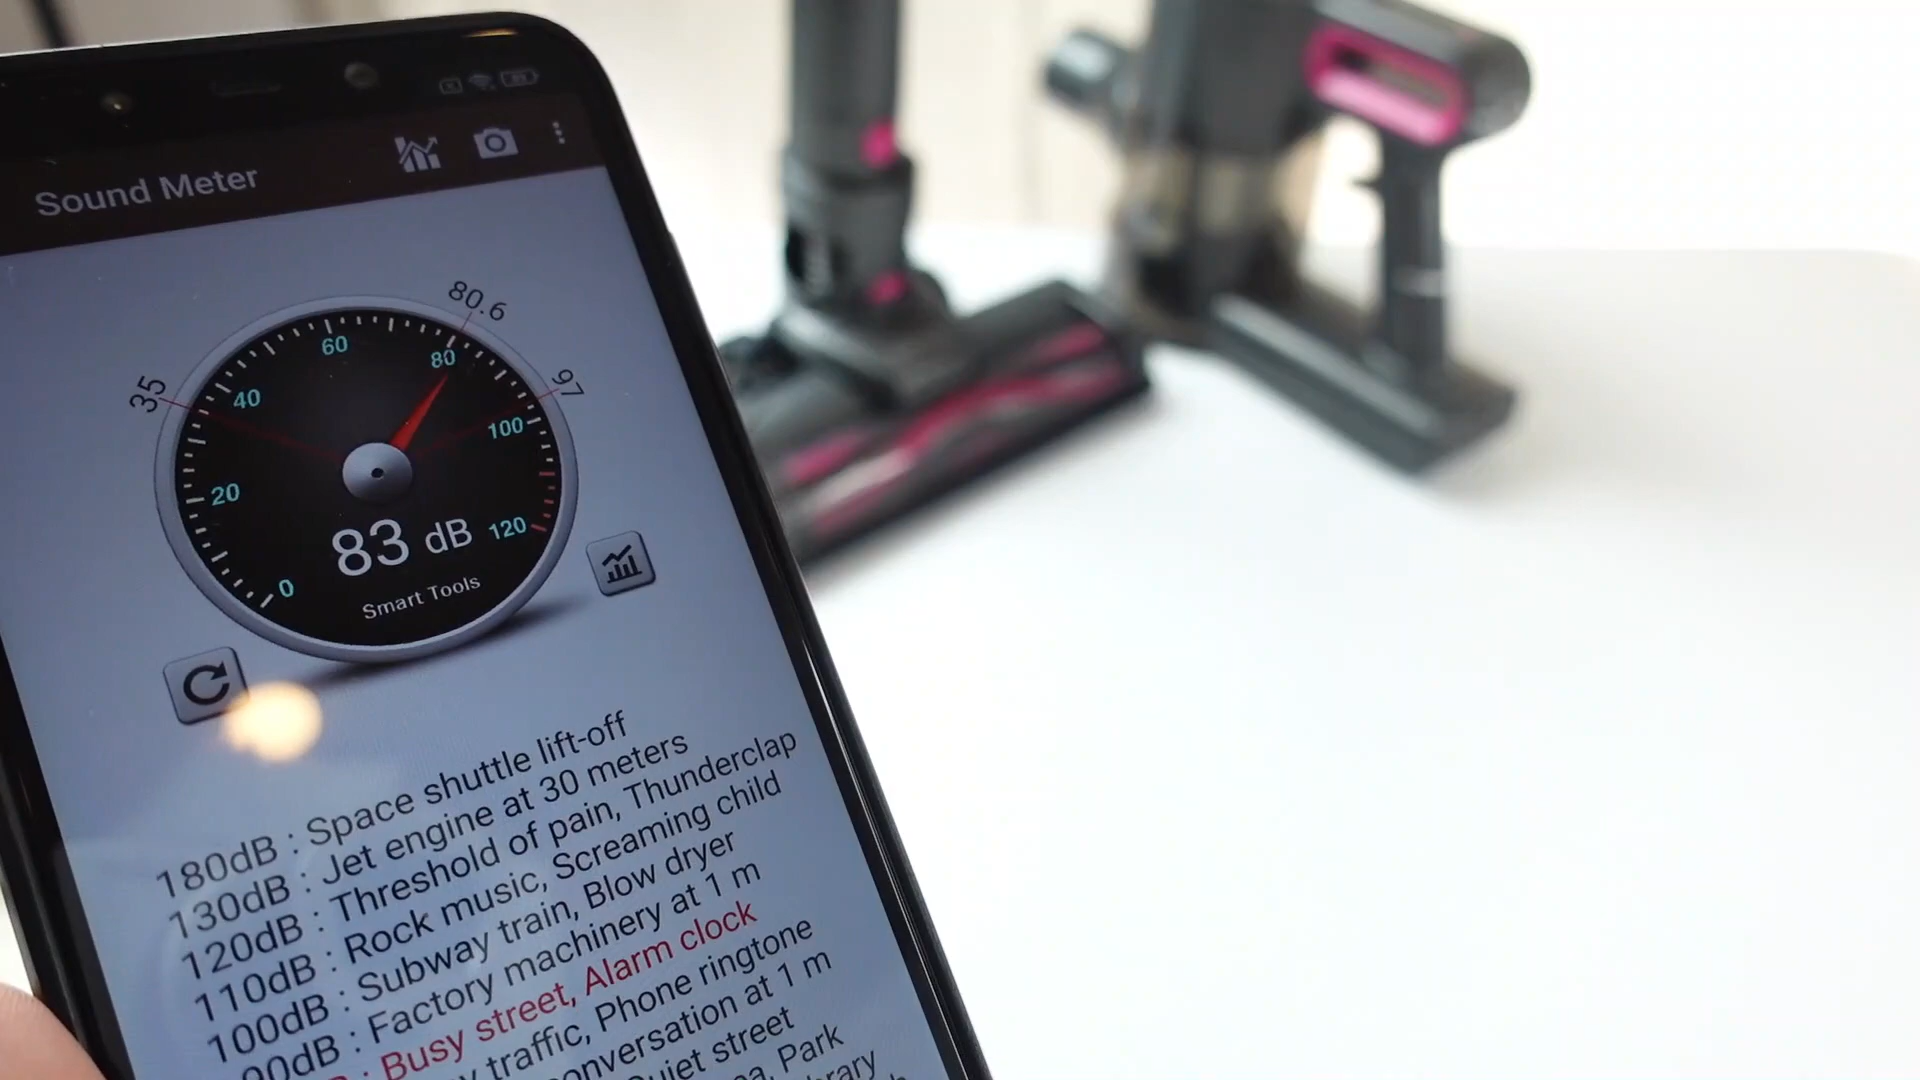 Sound Meter
80.6
60
80
35
40
97
100
20
83 dB
120
0
Smart Tools
180dB : Space shuttle lift-off
130dB : Jet engine at 30 meters
120dB : Threshold of pain, Thunderclap
110dB : Rock music, Screaming child
100dB : Subway train, Blow dryer
90dB : Factory machinery at 1 m
: Busy street, Alarm clock
traffic, Phone ringtone
conversation at 1 m
Quiet street
Park